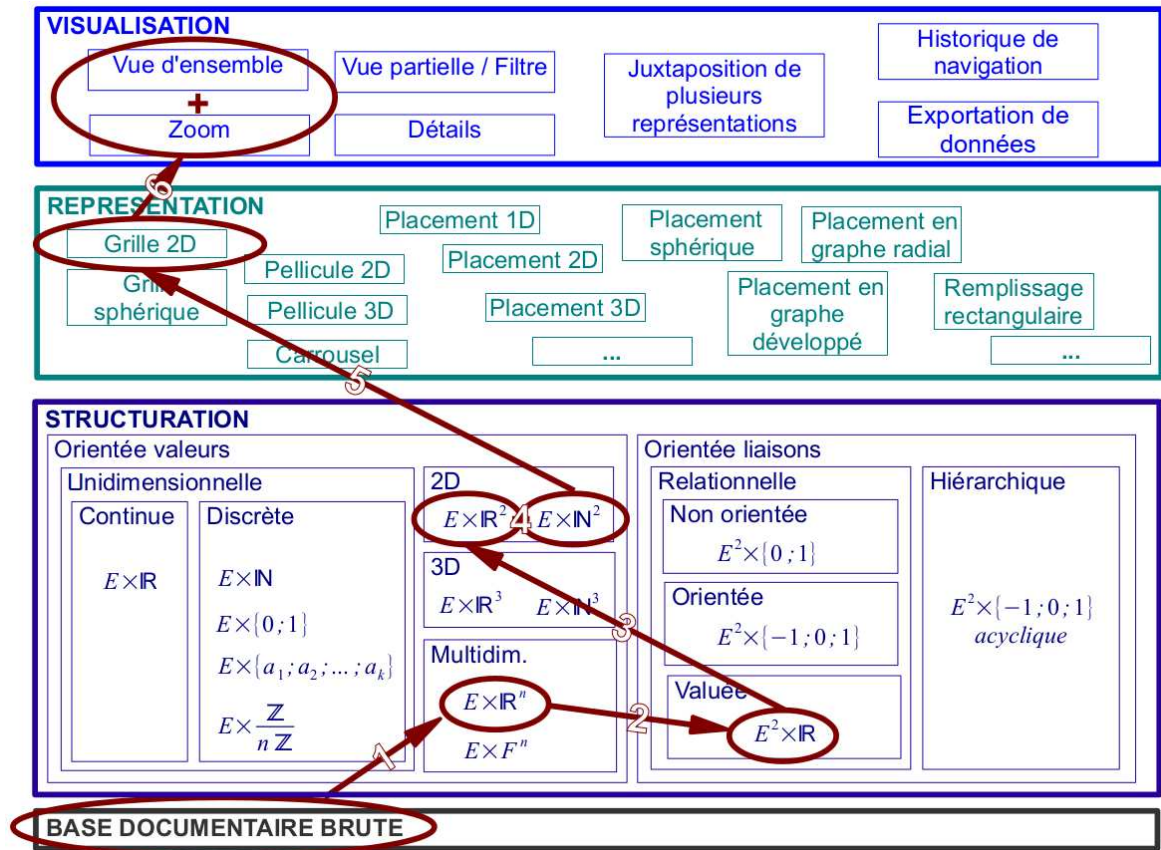 VISUALISATION
Vue d'ensemble
+
Zoom
Vue partielle / Filtre
Détails
Juxtaposition de
plusieurs
représentations
Historique de
navigation
Exportation de
données
6
REPRESENTATION
Grille 2D
Grille
sphérique
Pellicule 2D
Pellicule 3D
Carrousel
Placement 1D
Placement 2D
Placement 3D
...
Placement
sphérique
Placement en
graphe radial
Placement en
graphe
développé
Remplissage
rectangulaire
...
5
STRUCTURATION
Orientée valeurs
Unidimensionnelle
Continue
E×ℝ
Discrète
E×ℕ
E×{0;1}
E×{a₁;a₂;...;aₖ}
E×ℤ/nℤ
2D
E×ℝ² 4 E×ℕ²
3D
E×ℝ³ E×ℕ³
Multidim.
E×ℝⁿ
E×Fⁿ
1
2
3
Orientée liaisons
Relationnelle
Non orientée
E²×{0;1}
Orientée
E²×{−1;0;1}
Valuée
E²×ℝ
Hiérarchique
E²×{−1;0;1}
acyclique
BASE DOCUMENTAIRE BRUTE